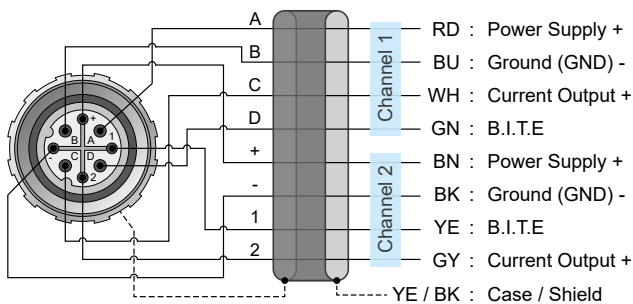 A RD : Power Supply +
B BU : Ground (GND) -
C WH : Current Output +
D GN : B.I.T.E
+ BN : Power Supply +
- BK : Ground (GND) -
1 YE : B.I.T.E
2 GY : Current Output +
YE / BK : Case / Shield
Channel 1
Channel 2
+
B A 1
-
C D
2